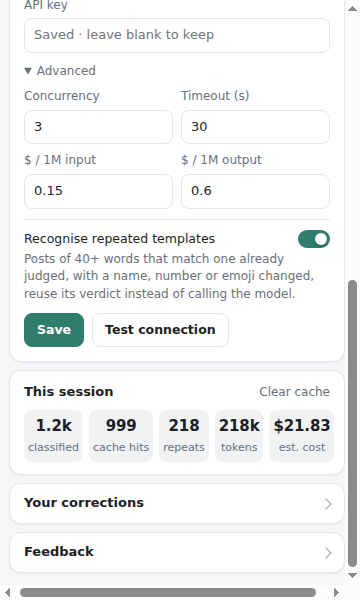 API key
Saved · leave blank to keep
▼ Advanced
Concurrency Timeout (s)
3 30
$ / 1M input $ / 1M output
0.15 0.6
Recognise repeated templates
Posts of 40+ words that match one already
judged, with a name, number or emoji changed,
reuse its verdict instead of calling the model.
Save Test connection
This session Clear cache
1.2k 999 218 218k $21.83
classified cache hits repeats tokens est. cost
Your corrections
Feedback